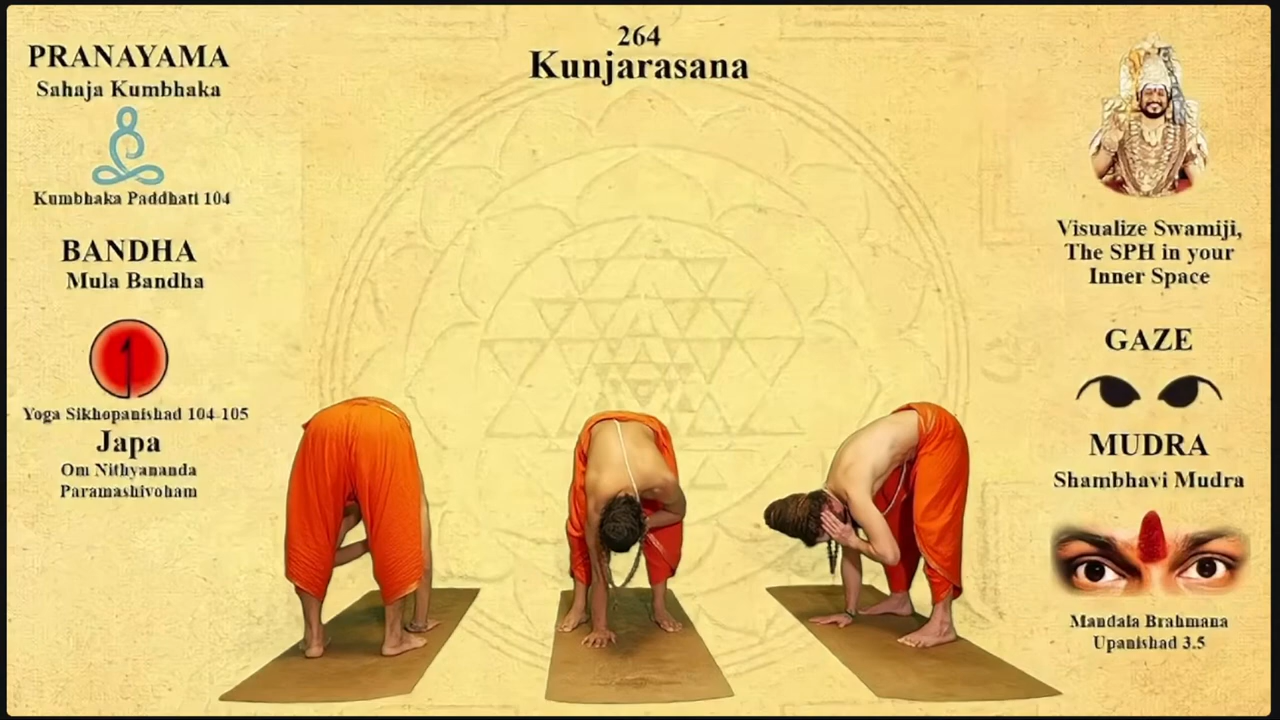 264
Kunjarasana
PRANAYAMA
Sahaja Kumbhaka
Kumbhaka Paddhati 104
BANDHA
Mula Bandha
Yoga Sikhopanishad 104-105
Japa
Om Nithyananda
Paramashivoham
Visualize Swamiji,
The SPH in your
Inner Space
GAZE
MUDRA
Shambhavi Mudra
Mandala Brahmana
Upanishad 3.5